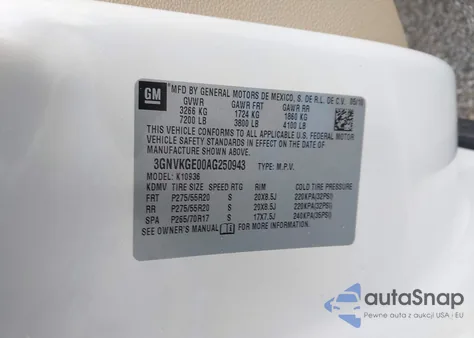 GM
MFD BY GENERAL MOTORS DE MEXICO, S. DE R.L. DE C.V. 05/10
GVWR GAWR FRT GAWR RR
3266 KG 1724 KG 1860 KG
7200 LB 3800 LB 4100 LB
THIS VEHICLE CONFORMS TO ALL APPLICABLE U.S. FEDERAL MOTOR
VEHICLE SAFETY AND THEFT PREVENTION STANDARDS IN
EFFECT ON THE DATE OF MANUFACTURE SHOWN ABOVE.
3GNVKGE00AG250943 TYPE: M.P.V.
MODEL: K10936
KDMV TIRE SIZE SPEED RTG RIM COLD TIRE PRESSURE
FRT P275/55R20 S 20X8.5J 220KPA(32PSI)
RR P275/55R20 S 20X8.5J 220KPA(32PSI)
SPA P265/70R17 S 17X7.5J 240KPA(35PSI)
SEE OWNER'S MANUAL FOR MORE INFORMATION.
autoSnap
Pewne auta z aukcji USA - EU